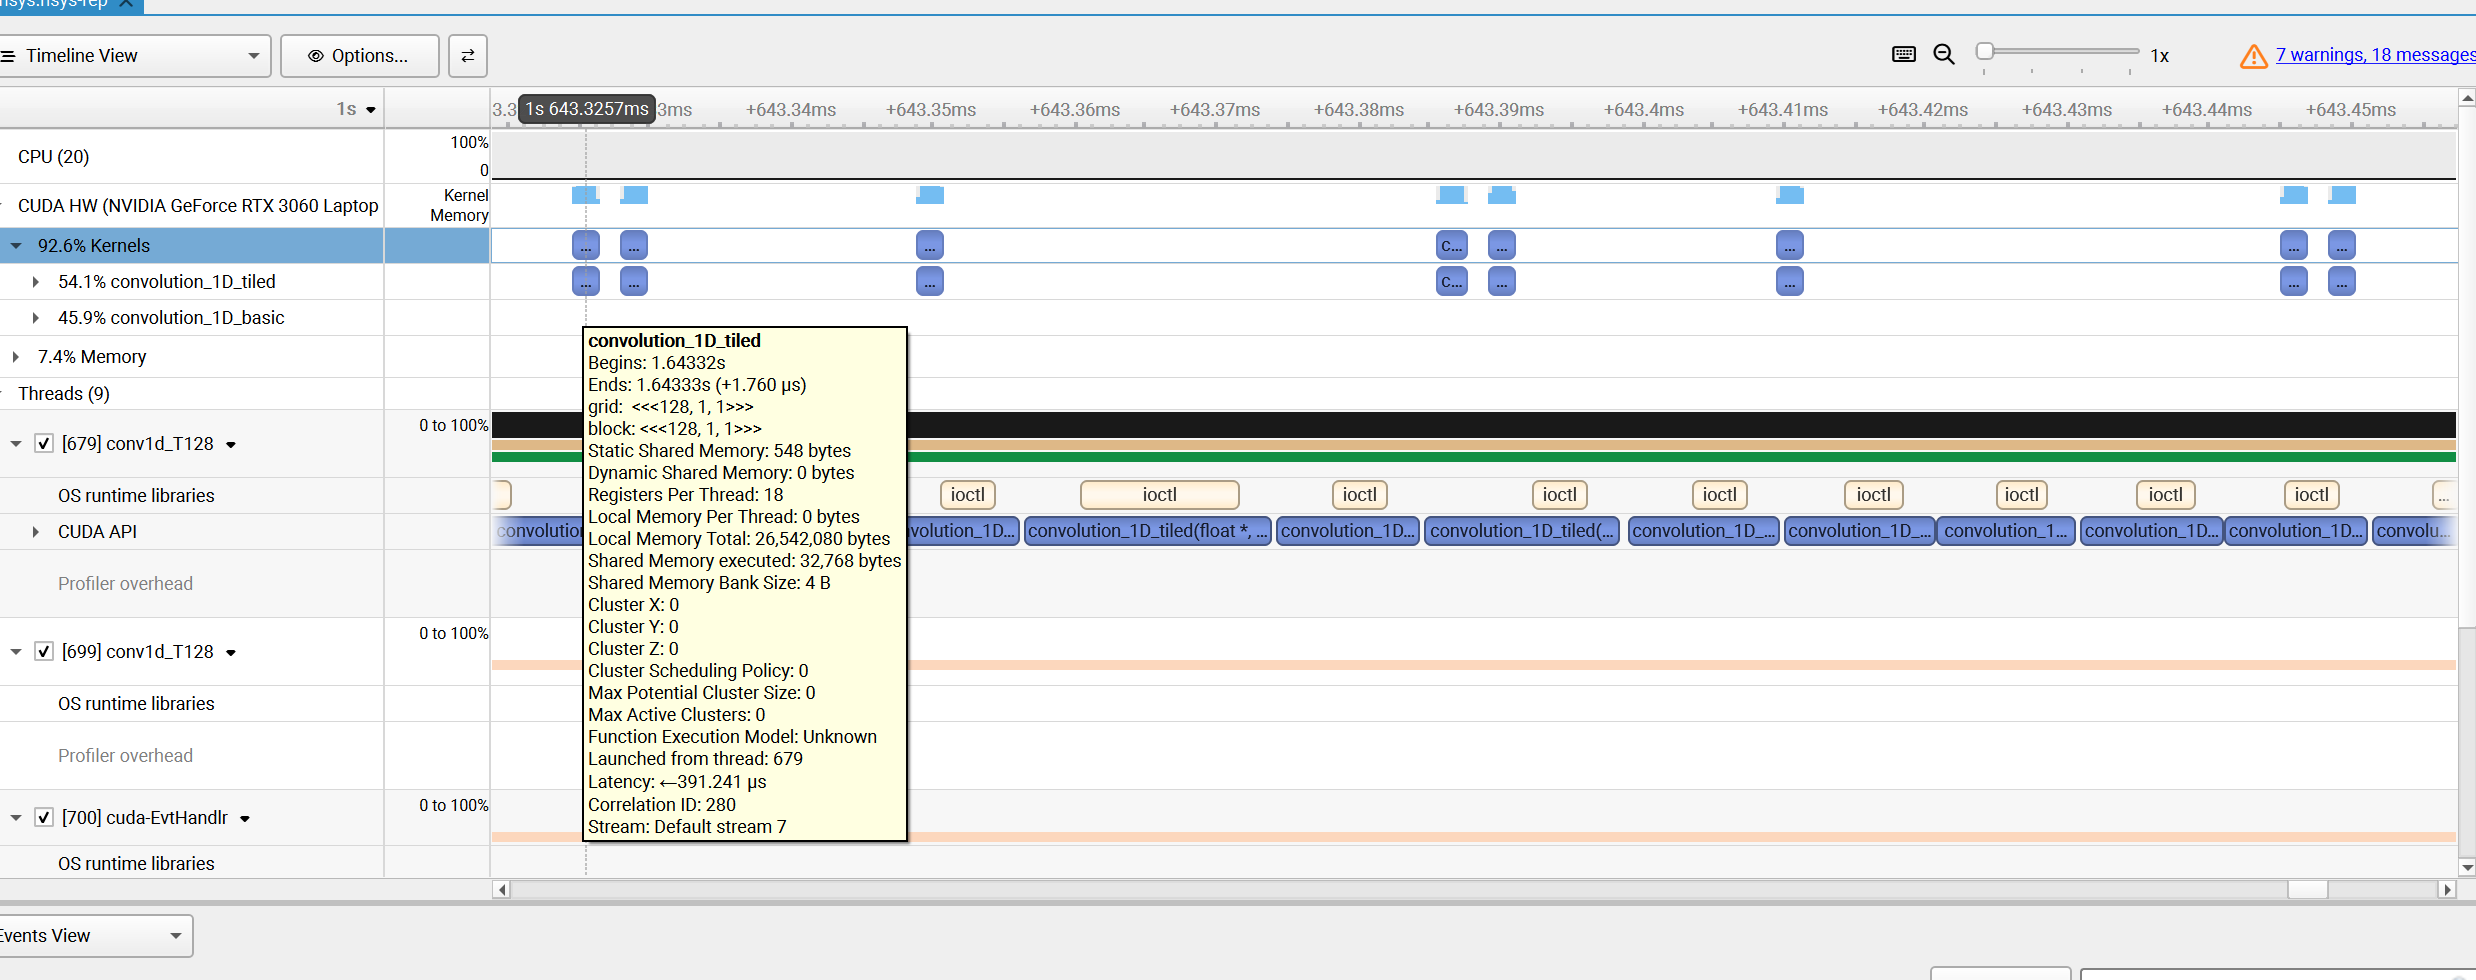 nsys.nsys-rep
Timeline View
Options...
1x
7 warnings, 18 messages
1s
3.3
1s 643.3257ms
3ms
+643.34ms
+643.35ms
+643.36ms
+643.37ms
+643.38ms
+643.39ms
+643.4ms
+643.41ms
+643.42ms
+643.43ms
+643.44ms
+643.45ms
CPU (20)
100%
0
CUDA HW (NVIDIA GeForce RTX 3060 Laptop
Kernel
Memory
92.6% Kernels
... ... ... c... ... ... ... ...
54.1% convolution_1D_tiled
... ... ... c... ... ... ... ...
45.9% convolution_1D_basic
7.4% Memory
Threads (9)
[679] conv1d_T128
0 to 100%
OS runtime libraries
ioctl ioctl ioctl ioctl ioctl ioctl ioctl ioctl ioctl ...
CUDA API
convolution
volution_1D...
convolution_1D_tiled(float *, ...
convolution_1D...
convolution_1D_tiled(...
convolution_1D_...
convolution_1D_...
convolution_1...
convolution_1D...
convolution_1D...
convolu...
Profiler overhead
[699] conv1d_T128
0 to 100%
OS runtime libraries
Profiler overhead
[700] cuda-EvtHandlr
0 to 100%
OS runtime libraries
convolution_1D_tiled
Begins: 1.64332s
Ends: 1.64333s (+1.760 μs)
grid: <<<128, 1, 1>>>
block: <<<128, 1, 1>>>
Static Shared Memory: 548 bytes
Dynamic Shared Memory: 0 bytes
Registers Per Thread: 18
Local Memory Per Thread: 0 bytes
Local Memory Total: 26,542,080 bytes
Shared Memory executed: 32,768 bytes
Shared Memory Bank Size: 4 B
Cluster X: 0
Cluster Y: 0
Cluster Z: 0
Cluster Scheduling Policy: 0
Max Potential Cluster Size: 0
Max Active Clusters: 0
Function Execution Model: Unknown
Launched from thread: 679
Latency: ←391.241 μs
Correlation ID: 280
Stream: Default stream 7
Events View